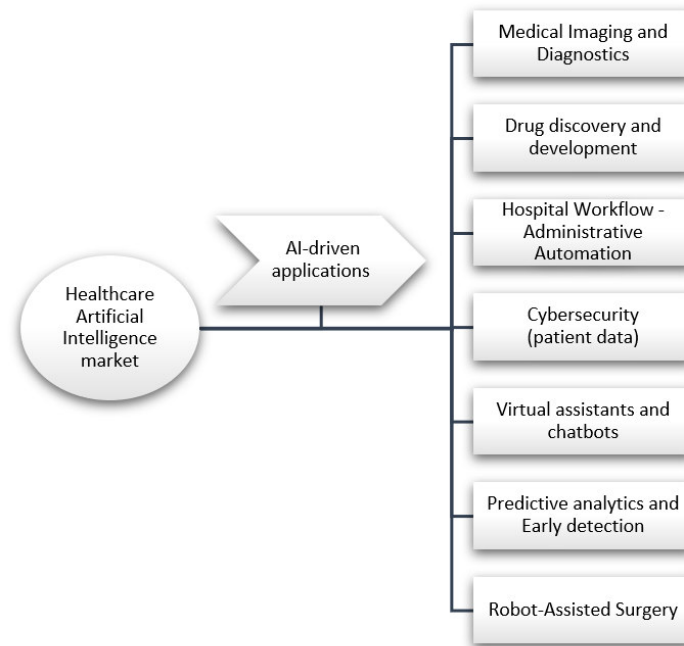 Healthcare
Artificial
Intelligence
market
AI-driven
applications
Medical Imaging and
Diagnostics
Drug discovery and
development
Hospital Workflow -
Administrative
Automation
Cybersecurity
(patient data)
Virtual assistants and
chatbots
Predictive analytics and
Early detection
Robot-Assisted Surgery